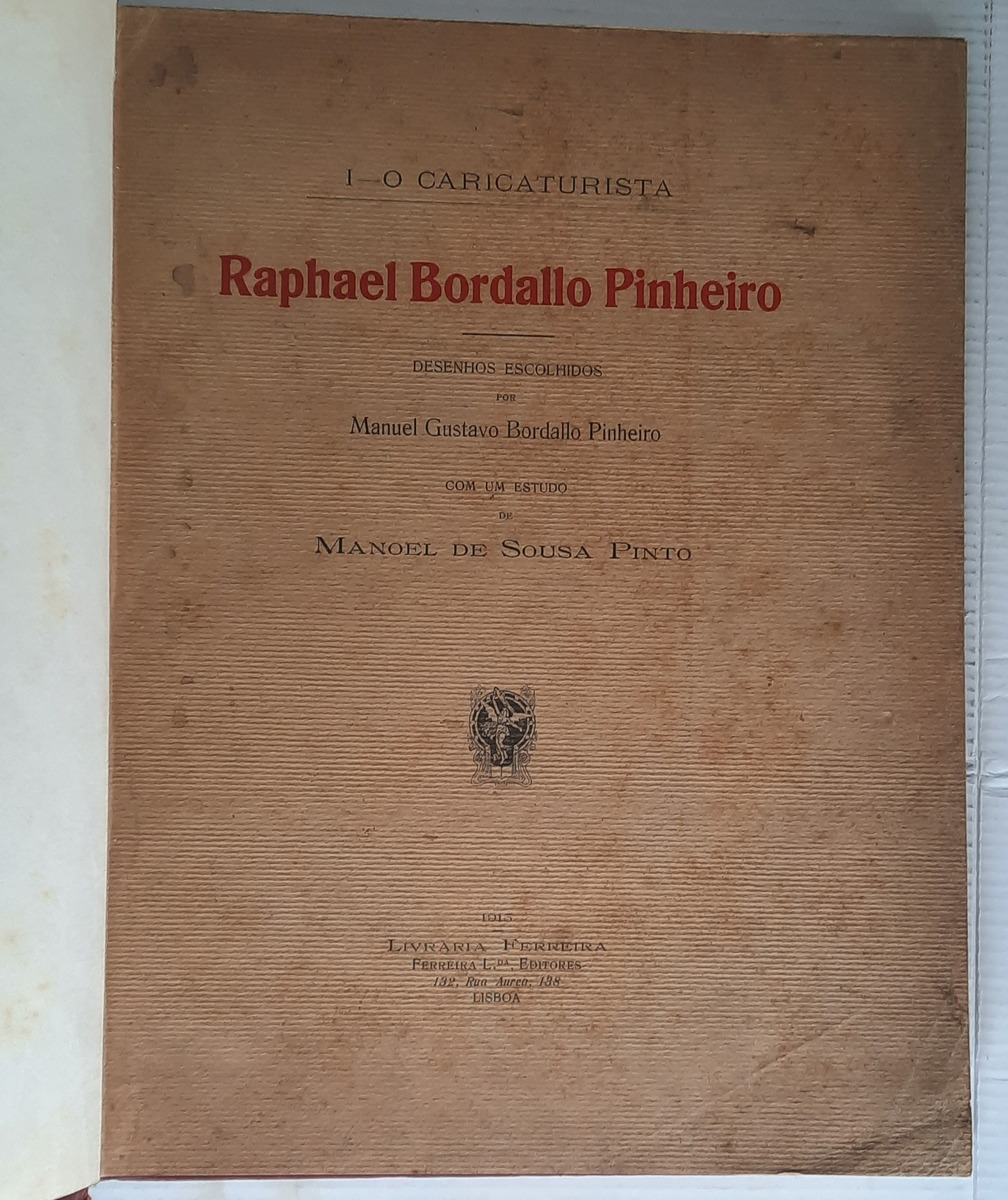 I—O CARICATURISTA
Raphael Bordallo Pinheiro
DESENHOS ESCOLHIDOS
POR
Manuel Gustavo Bordallo Pinheiro
COM UM ESTUDO
DE
MANOEL DE SOUSA PINTO
1915
LIVRARIA FERREIRA
FERREIRA L.DA, EDITORES
132, Rua Aurea, 138
LISBOA